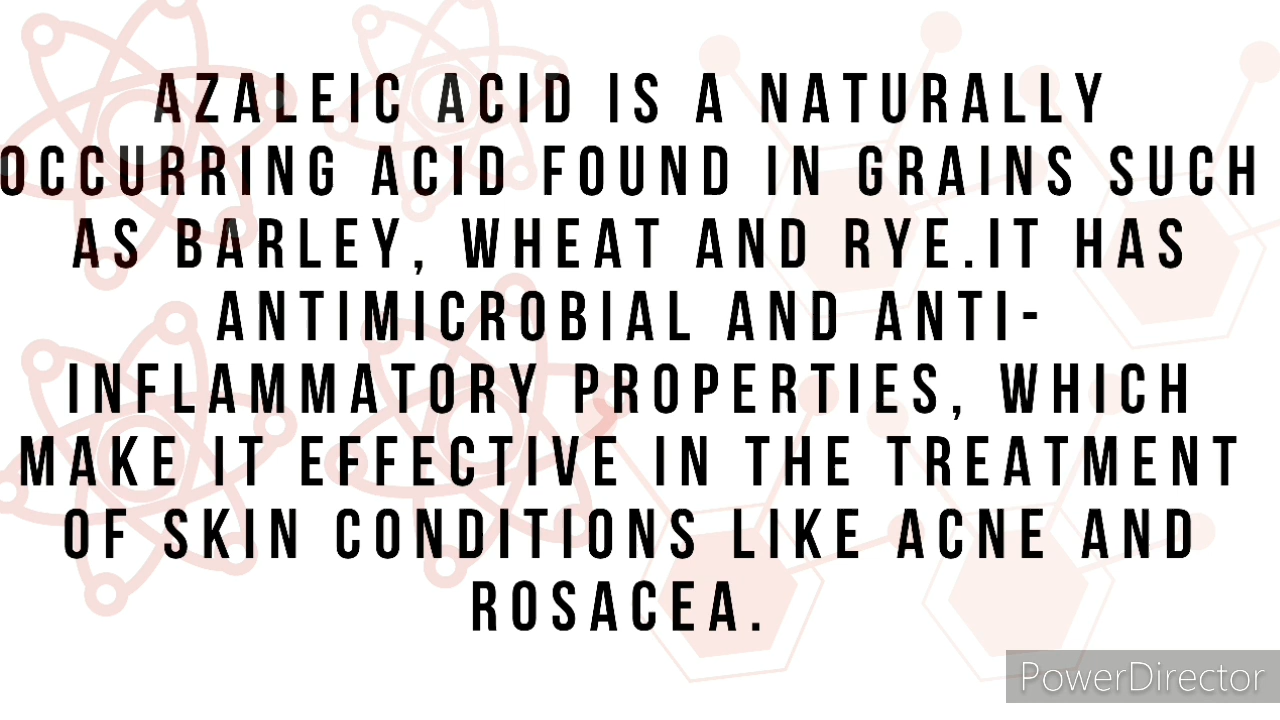 AZALEIC ACID IS A NATURALLY
OCCURRING ACID FOUND IN GRAINS SUCH
AS BARLEY, WHEAT AND RYE.IT HAS
ANTIMICROBIAL AND ANTI-
INFLAMMATORY PROPERTIES, WHICH
MAKE IT EFFECTIVE IN THE TREATMENT
OF SKIN CONDITIONS LIKE ACNE AND
ROSACEA.
PowerDirector